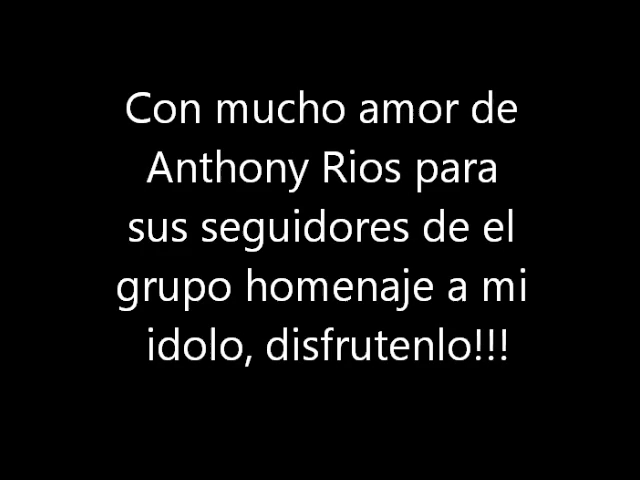 Con mucho amor de
Anthony Rios para
sus seguidores de el
grupo homenaje a mi
idolo, disfrutenlo!!!